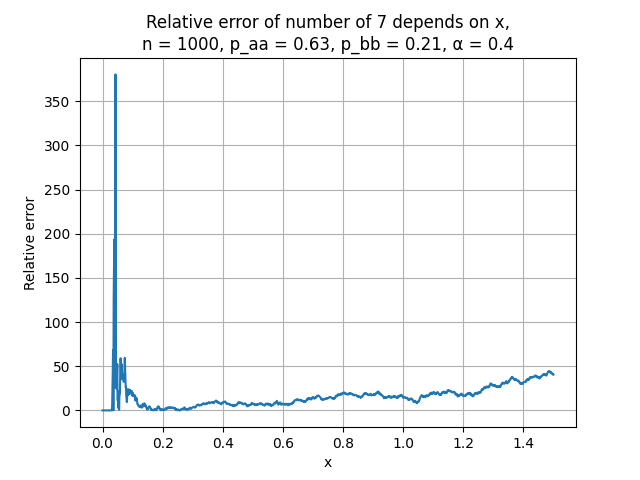 Relative error of number of 7 depends on x,
n = 1000, p_aa = 0.63, p_bb = 0.21, α = 0.4
350
300
250
200
150
100
50
0
Relative error
0.0 0.2 0.4 0.6 0.8 1.0 1.2 1.4
x